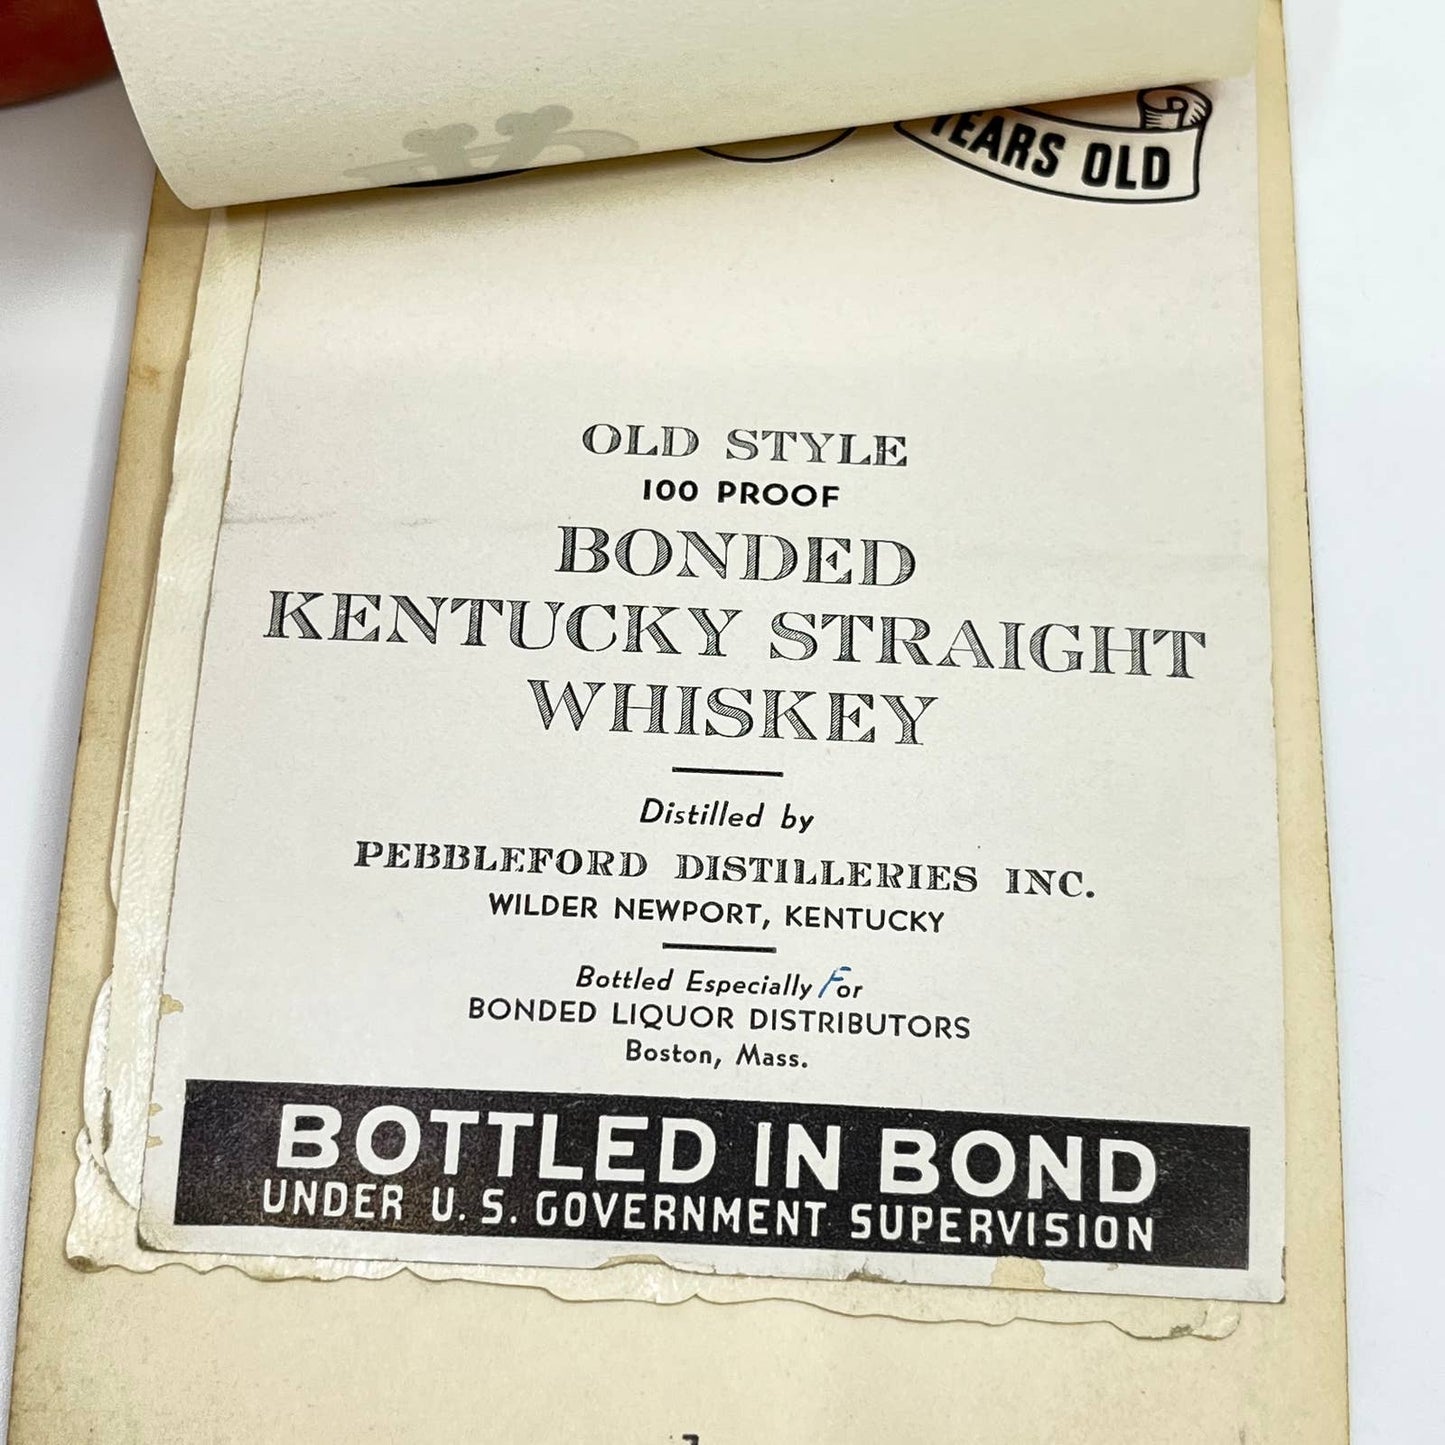 YEARS OLD
OLD STYLE
100 PROOF
BONDED
KENTUCKY STRAIGHT
WHISKEY
Distilled by
PEBBLEFORD DISTILLERIES INC.
WILDER NEWPORT, KENTUCKY
Bottled Especially For
BONDED LIQUOR DISTRIBUTORS
Boston, Mass.
BOTTLED IN BOND
UNDER U. S. GOVERNMENT SUPERVISION